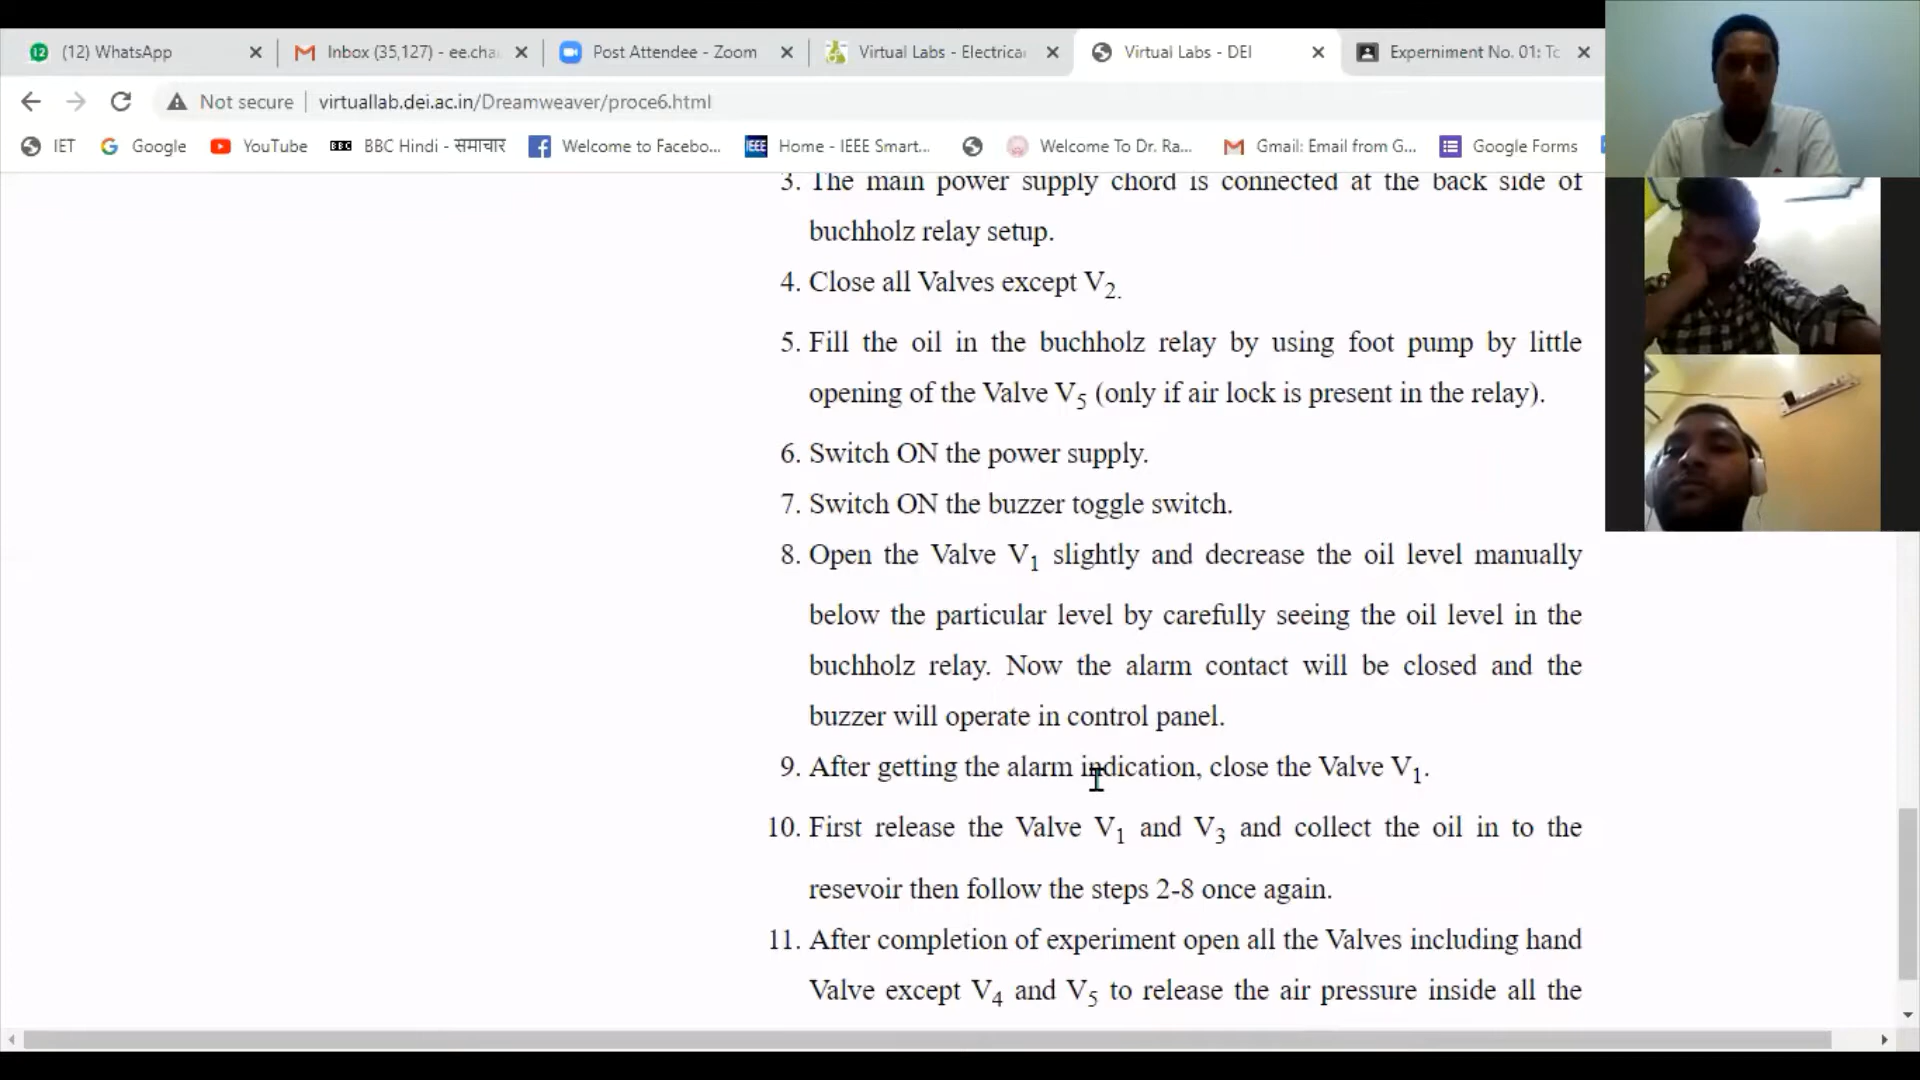 12 (12) WhatsApp
Inbox (35,127) - ee.cha
Post Attendee - Zoom
Virtual Labs - Electrica
Virtual Labs - DEI
Experniment No. 01: To
Not secure
virtuallab.dei.ac.in/Dreamweaver/proce6.html
IET
Google
YouTube
BBC BBC Hindi - समाचार
Welcome to Facebo...
IEEE Home - IEEE Smart...
Welcome To Dr. Ra...
Gmail: Email from G...
Google Forms
3. The main power supply chord is connected at the back side of
buchholz relay setup.
4. Close all Valves except V2.
5. Fill the oil in the buchholz relay by using foot pump by little
opening of the Valve V5 (only if air lock is present in the relay).
6. Switch ON the power supply.
7. Switch ON the buzzer toggle switch.
8. Open the Valve V1 slightly and decrease the oil level manually
below the particular level by carefully seeing the oil level in the
buchholz relay. Now the alarm contact will be closed and the
buzzer will operate in control panel.
9. After getting the alarm indication, close the Valve V1.
10. First release the Valve V1 and V3 and collect the oil in to the
resevoir then follow the steps 2-8 once again.
11. After completion of experiment open all the Valves including hand
Valve except V4 and V5 to release the air pressure inside all the